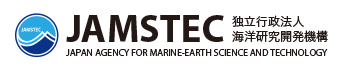 JAMSTEC
JAMSTEC
独立行政法人
海洋研究開発機構
JAPAN AGENCY FOR MARINE-EARTH SCIENCE AND TECHNOLOGY